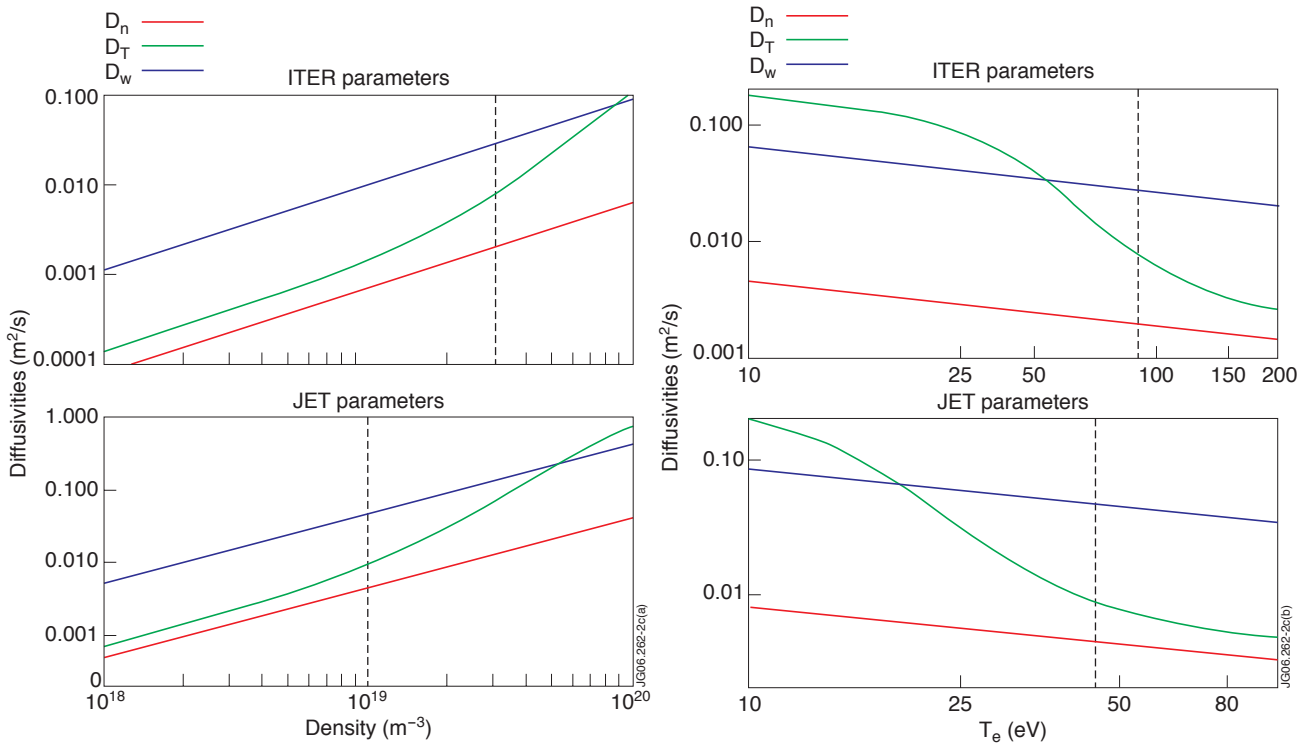 Dn
DT
Dw
ITER parameters
0.100
0.010
0.001
0.0001
JET parameters
1.000
0.100
0.010
0.001
0
10^18
10^19
10^20
Density (m−3)
Diffusivities (m2/s)
JG06.262-2c(a)
Dn
DT
Dw
ITER parameters
0.100
0.010
0.001
10
25
50
100
150
200
JET parameters
0.10
0.01
10
25
50
80
Te (eV)
Diffusivities (m2/s)
JG06.262-2c(b)